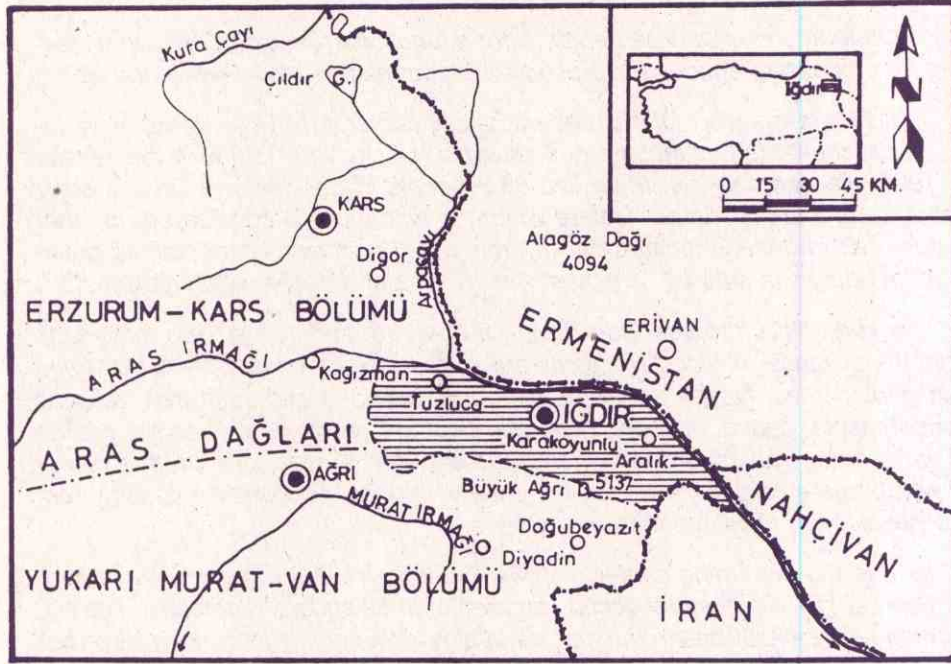 Kura Çayı
Çıldır G.
Iğdır
N
0 15 30 45 KM.
KARS
Alagöz Dağı
4094
Digor
Arpaçay
ERZURUM-KARS BÖLÜMÜ
ERMENİSTAN
ERİVAN
ARAS IRMAĞI
Kağızman
Tuzluca
IĞDIR
Karakoyunlu
ARAS DAĞLARI
Aralık
AĞRI
Büyük Ağrı D. 5137
MURAT IRMAĞI
NAHÇIVAN
Doğubeyazıt
Diyadin
YUKARI MURAT-VAN BÖLÜMÜ
İRAN